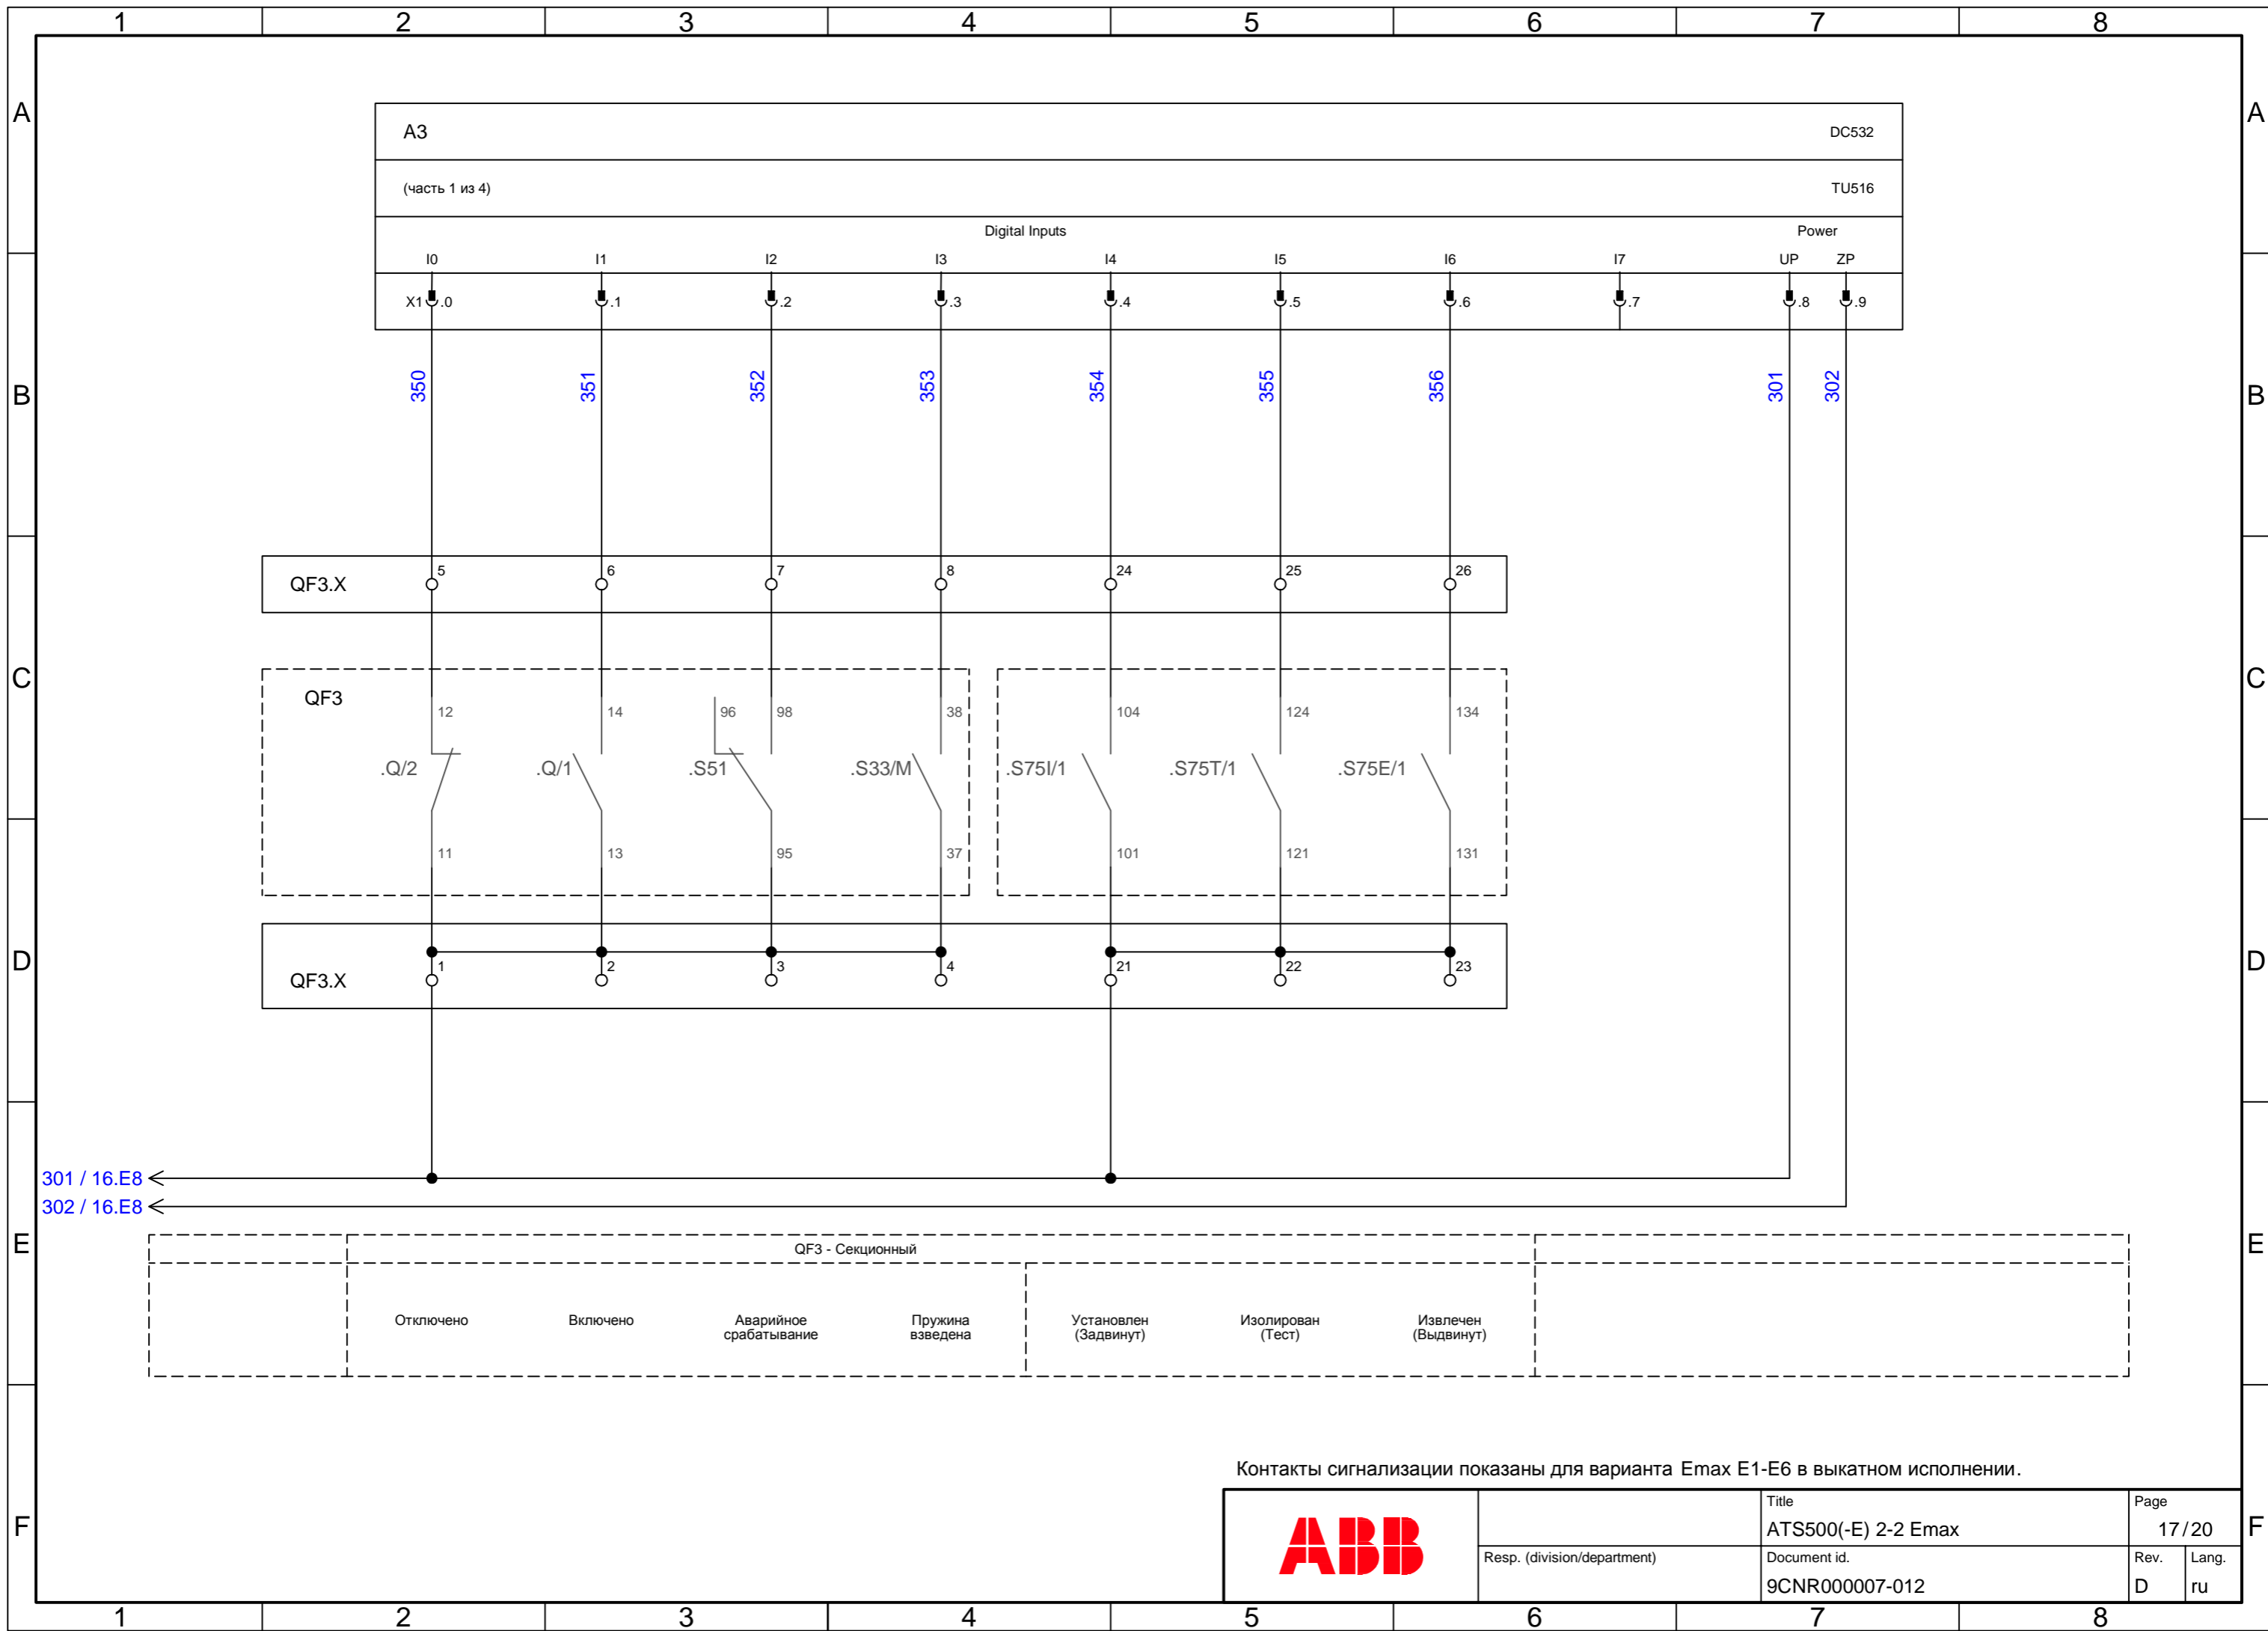 1 2 3 4 5 6 7 8
A A
A3 DC532
(часть 1 из 4) TU516
Digital Inputs Power
I0 I1 I2 I3 I4 I5 I6 I7 UP ZP
X1 .0 .1 .2 .3 .4 .5 .6 .7 .8 .9
350 351 352 353 354 355 356 301 302
B B
QF3.X 5 6 7 8 24 25 26
C C
QF3
12 14 96 98 38 104 124 134
.Q/2 .Q/1 .S51 .S33/M .S75I/1 .S75T/1 .S75E/1
11 13 95 37 101 121 131
D D
QF3.X 1 2 3 4 21 22 23
301 / 16.E8
302 / 16.E8
E E
QF3 - Секционный
Отключено Включено Аварийное Пружина Установлен Изолирован Извлечен
срабатывание взведена (Задвинут) (Тест) (Выдвинут)
Контакты сигнализации показаны для варианта Emax E1-E6 в выкатном исполнении.
F F
ABB
Title Page
ATS500(-E) 2-2 Emax 17/20
Resp. (division/department) Document id. Rev. Lang.
9CNR000007-012 D ru
1 2 3 4 5 6 7 8